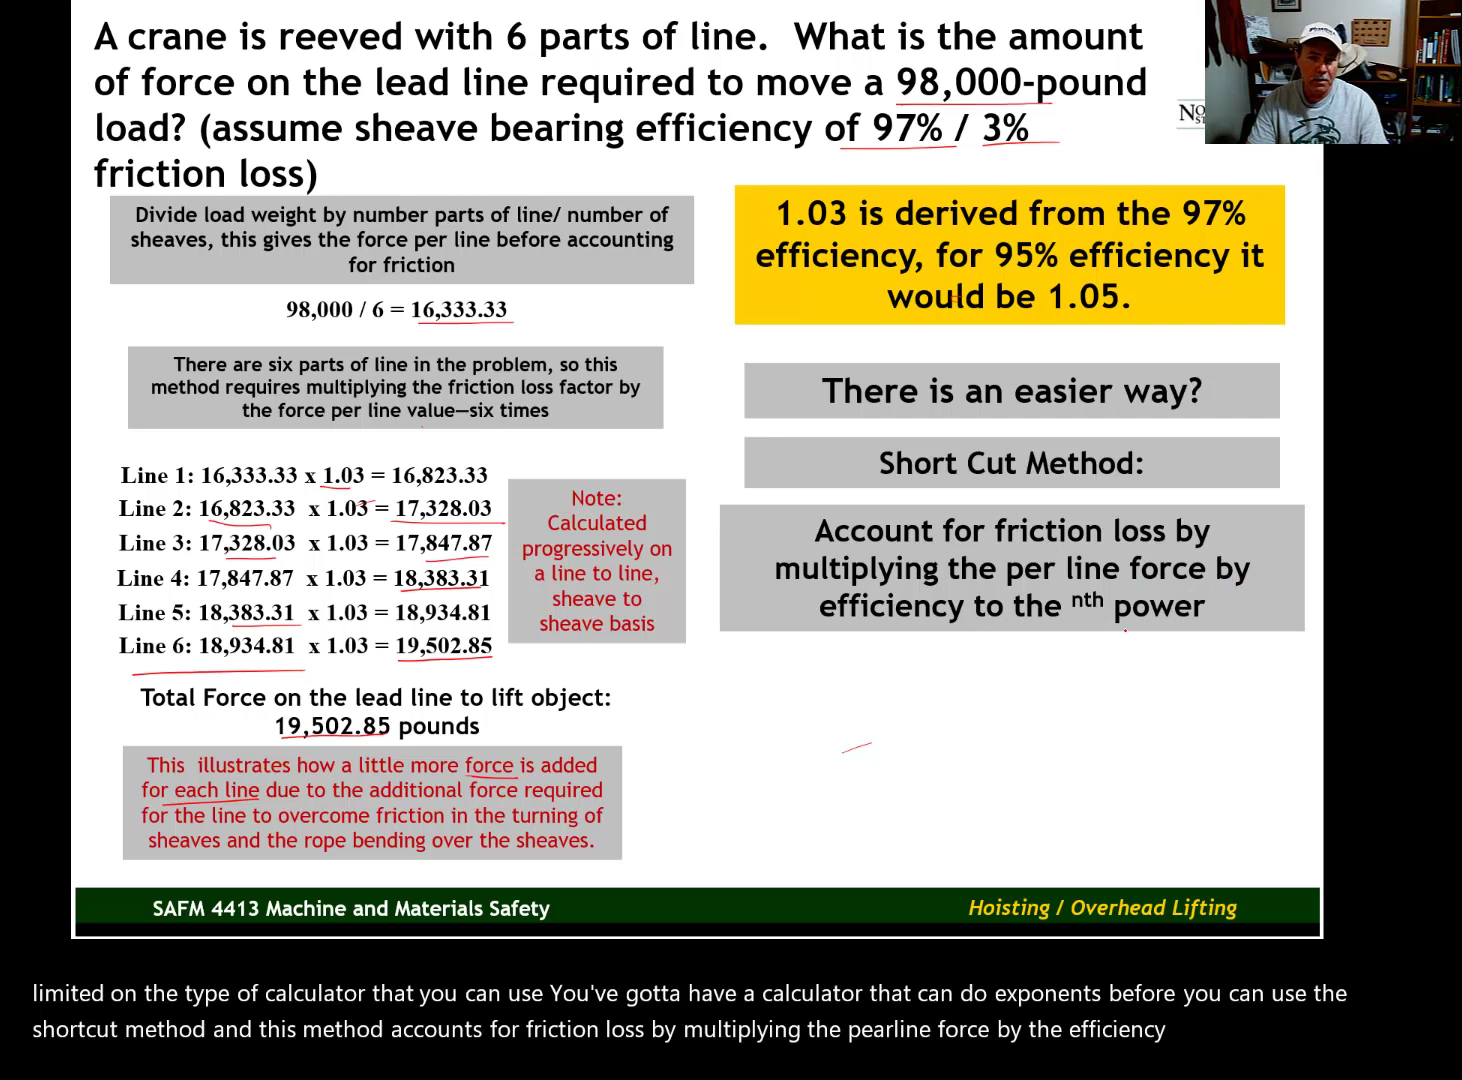 A crane is reeved with 6 parts of line. What is the amount
of force on the lead line required to move a 98,000-pound
load? (assume sheave bearing efficiency of 97% / 3%
friction loss)
Divide load weight by number parts of line/ number of
sheaves, this gives the force per line before accounting
for friction
98,000 / 6 = 16,333.33
There are six parts of line in the problem, so this
method requires multiplying the friction loss factor by
the force per line value—six times
Line 1: 16,333.33 x 1.03 = 16,823.33
Line 2: 16,823.33 x 1.03 = 17,328.03
Line 3: 17,328.03 x 1.03 = 17,847.87
Line 4: 17,847.87 x 1.03 = 18,383.31
Line 5: 18,383.31 x 1.03 = 18,934.81
Line 6: 18,934.81 x 1.03 = 19,502.85
Note:
Calculated
progressively on
a line to line,
sheave to
sheave basis
Total Force on the lead line to lift object:
19,502.85 pounds
This illustrates how a little more force is added
for each line due to the additional force required
for the line to overcome friction in the turning of
sheaves and the rope bending over the sheaves.
1.03 is derived from the 97%
efficiency, for 95% efficiency it
would be 1.05.
There is an easier way?
Short Cut Method:
Account for friction loss by
multiplying the per line force by
efficiency to the nth power
SAFM 4413 Machine and Materials Safety
Hoisting / Overhead Lifting
limited on the type of calculator that you can use You've gotta have a calculator that can do exponents before you can use the
shortcut method and this method accounts for friction loss by multiplying the pearline force by the efficiency